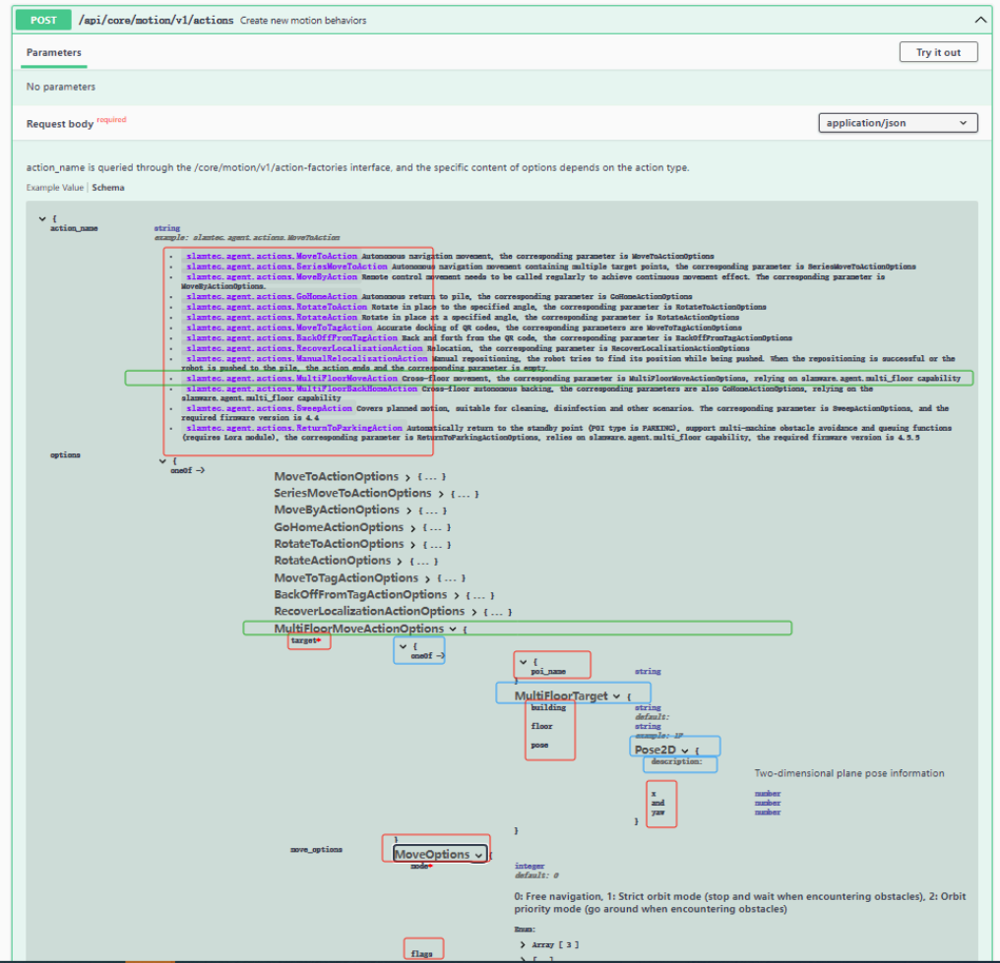 POST /api/core/motion/v1/actions Create new motion behaviors
Parameters
Try it out
No parameters
Request body required
application/json
action_name is queried through the /core/motion/v1/action-factories interface, and the specific content of options depends on the action type.
Example Value | Schema
{
action_name string
example: slamtec.agent.actions.MoveToAction
slamtec.agent.actions.MoveToAction Autonomous navigation movement, the corresponding parameter is MoveToActionOptions
slamtec.agent.actions.SeriesMoveToAction Autonomous navigation movement containing multiple target points, the corresponding parameter is SeriesMoveToActionOptions
slamtec.agent.actions.MoveByAction Remote control movement needs to be called regularly to achieve continuous movement effect. The corresponding parameter is
MoveByActionOptions.
slamtec.agent.actions.GoHomeAction Autonomous return to pile, the corresponding parameter is GoHomeActionOptions
slamtec.agent.actions.RotateToAction Rotate in place to the specified angle, the corresponding parameter is RotateToActionOptions
slamtec.agent.actions.RotateAction Rotate in place at a specified angle, the corresponding parameter is RotateActionOptions
slamtec.agent.actions.MoveToTagAction Accurate docking of QR codes, the corresponding parameters are MoveToTagActionOptions
slamtec.agent.actions.BackOffFromTagAction Back and forth from the QR code, the corresponding parameter is BackOffFromTagActionOptions
slamtec.agent.actions.RecoverLocalizationAction Relocation, the corresponding parameter is RecoverLocalizationActionOptions
slamtec.agent.actions.ManualRelocalizationAction Manual repositioning, the robot tries to find its position while being pushed. When the repositioning is successful or the
robot is pushed to the pile, the action ends and the corresponding parameter is empty.
slamtec.agent.actions.MultiFloorMoveAction Cross-floor movement, the corresponding parameter is MultiFloorMoveActionOptions, relying on slamware.agent.multi_floor capability
slamtec.agent.actions.MultiFloorBackHomeAction Cross-floor autonomous backing, the corresponding parameters are also GoHomeActionOptions, relying on the
slamware.agent.multi_floor capability
slamtec.agent.actions.SweepAction Covers planned motion, suitable for cleaning, disinfection and other scenarios. The corresponding parameter is SweepActionOptions, and the
required firmware version is 4.4
slamtec.agent.actions.ReturnToParkingAction Automatically return to the standby point (POI type is PARKING), support multi-machine obstacle avoidance and queuing functions
(requires Lora module), the corresponding parameter is ReturnToParkingActionOptions, relies on slamware.agent.multi_floor capability, the required firmware version is 4.5.5
options {
oneOf ->
MoveToActionOptions > {...}
SeriesMoveToActionOptions > {...}
MoveByActionOptions > {...}
GoHomeActionOptions > {...}
RotateToActionOptions > {...}
RotateActionOptions > {...}
MoveToTagActionOptions > {...}
BackOffFromTagActionOptions > {...}
RecoverLocalizationActionOptions > {...}
MultiFloorMoveActionOptions {
target* {
oneOf ->
{
poi_name string
}
MultiFloorTarget {
building string
default:
floor string
example: 1F
pose Pose2D {
description:
Two-dimensional plane pose information
x number
and number
yaw number
}
}
}
move_options MoveOptions {
mode* integer
default: 0
0: Free navigation, 1: Strict orbit mode (stop and wait when encountering obstacles), 2: Orbit
priority mode (go around when encountering obstacles)
Enum:
> Array [ 3 ]
flags